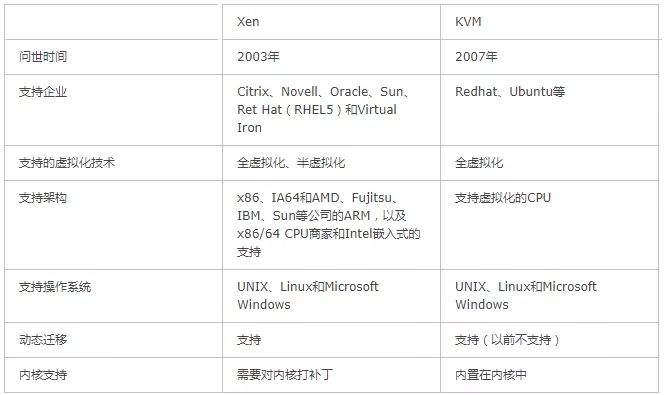 Xen KVM
问世时间 2003年 2007年
支持企业 Citrix、Novell、Oracle、Sun、 Redhat、Ubuntu等
Ret Hat（RHEL5）和Virtual
Iron
支持的虚拟化技术 全虚拟化、半虚拟化 全虚拟化
支持架构 x86、IA64和AMD、Fujitsu、 支持虚拟化的CPU
IBM、Sun等公司的ARM，以及
x86/64 CPU商家和Intel嵌入式的
支持
支持操作系统 UNIX、Linux和Microsoft UNIX、Linux和Microsoft
Windows Windows
动态迁移 支持 支持（以前不支持）
内核支持 需要对内核打补丁 内置在内核中